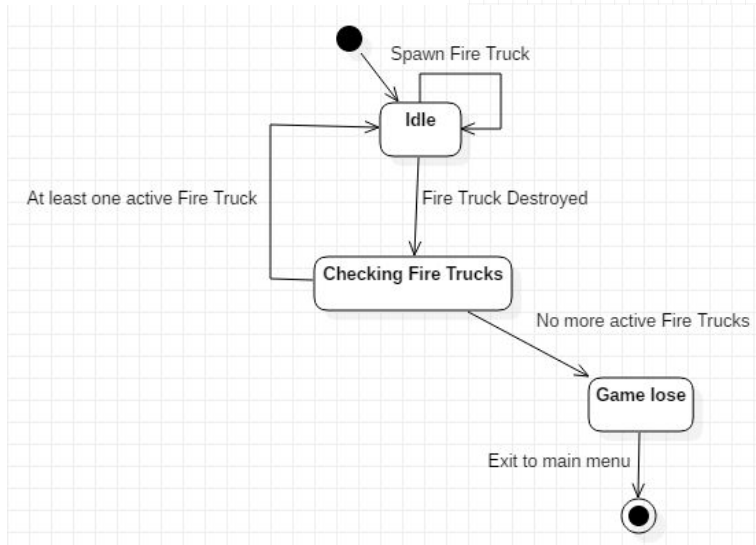 Spawn Fire Truck
Idle
At least one active Fire Truck
Fire Truck Destroyed
Checking Fire Trucks
No more active Fire Trucks
Game lose
Exit to main menu